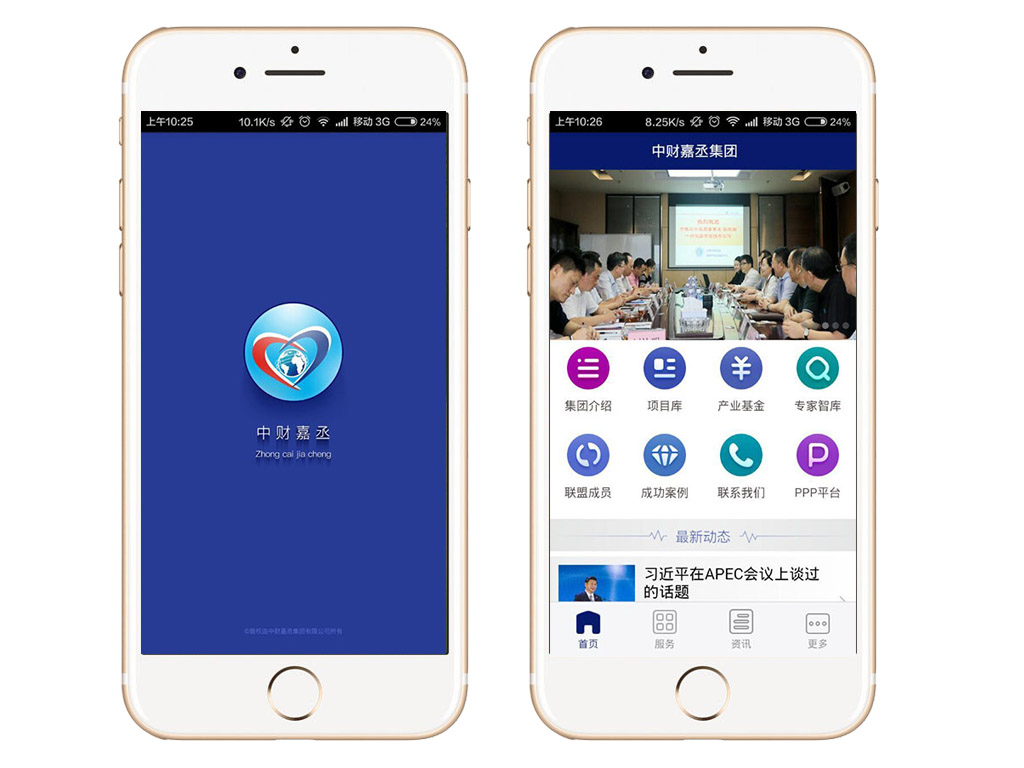 上午10:25
10.1K/s
移动 3G
24%
中财嘉丞
Zhong cai jia cheng
©版权由中财嘉丞集团有限公司所有
上午10:26
8.25K/s
移动 3G
24%
中财嘉丞集团
集团介绍
项目库
产业基金
专家智库
联盟成员
成功案例
联系我们
PPP平台
最新动态
习近平在APEC会议上谈过
的话题
首页
服务
资讯
更多